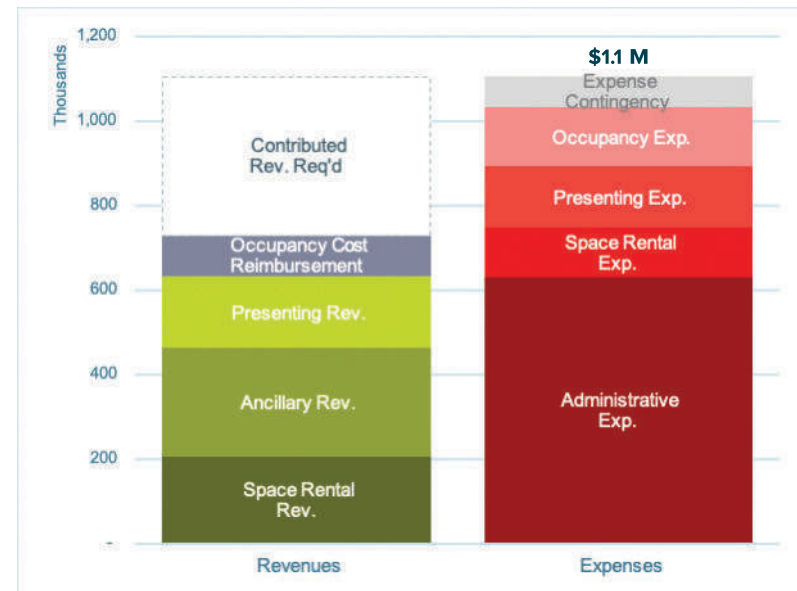 Thousands
1,200
1,000
800
600
400
200
-
$1.1 M
Contributed
Rev. Req'd
Occupancy Cost
Reimbursement
Presenting Rev.
Ancillary Rev.
Space Rental
Rev.
Expense
Contingency
Occupancy Exp.
Presenting Exp.
Space Rental
Exp.
Administrative
Exp.
Revenues
Expenses